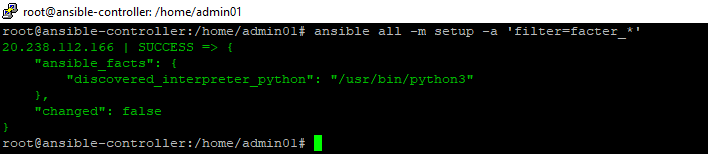 root@ansible-controller: /home/admin01
root@ansible-controller:/home/admin01# ansible all -m setup -a 'filter=facter_*'
20.238.112.166 | SUCCESS => {
    "ansible_facts": {
        "discovered_interpreter_python": "/usr/bin/python3"
    },
    "changed": false
}
root@ansible-controller:/home/admin01#